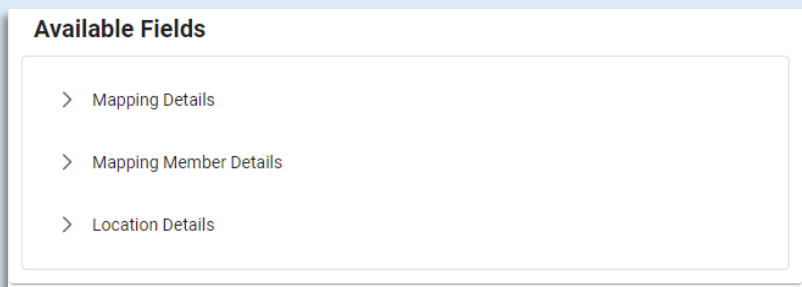 Available Fields
Mapping Details
Mapping Member Details
Location Details